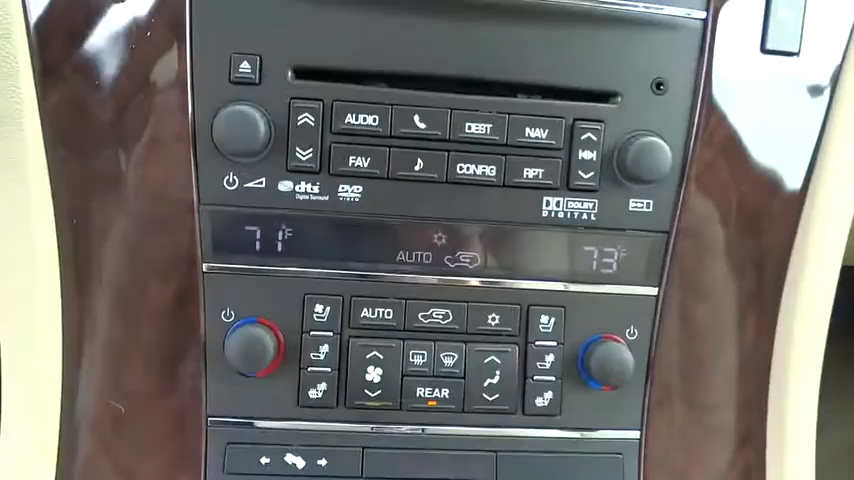 AUDIO DEST NAV
FAV CONFIG RPT
dts DVD
Digital Surround VIDEO
DOLBY
DIGITAL
71°F AUTO 73°F
AUTO
REAR